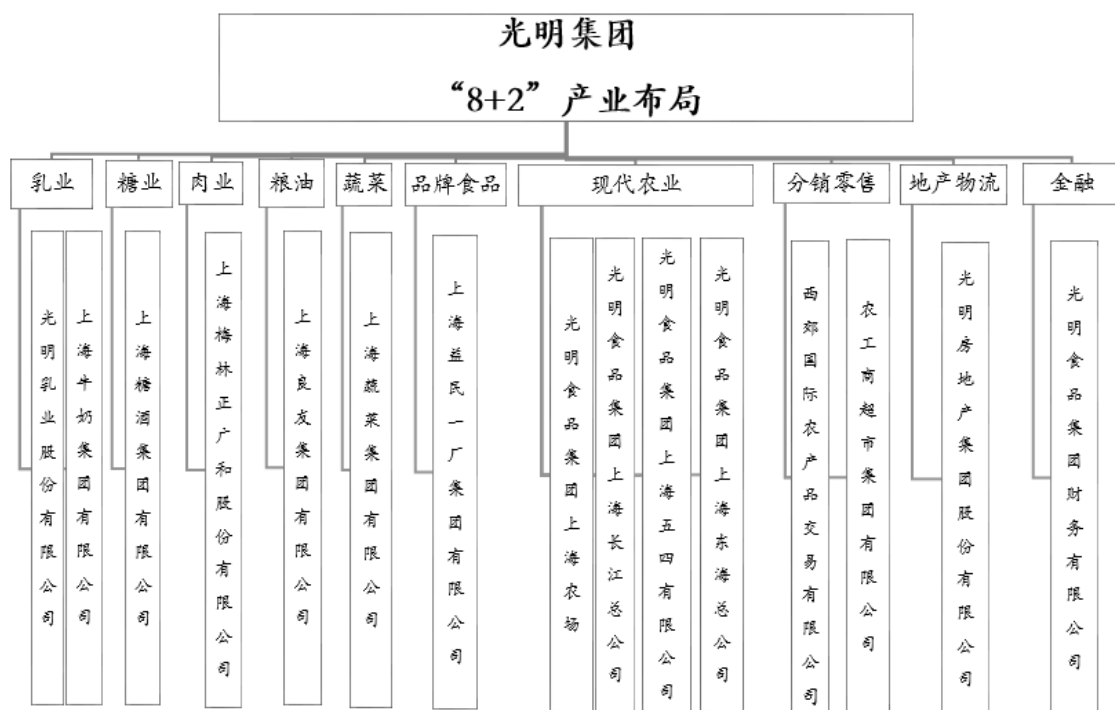 光明集团
“8+2”产业布局
乳业
糖业
肉业
粮油
蔬菜
品牌食品
现代农业
分销零售
地产物流
金融
光明乳业股份有限公司
上海牛奶集团有限公司
上海糖酒集团有限公司
上海梅林正广和股份有限公司
上海良友集团有限公司
上海蔬菜集团有限公司
上海益民一厂集团有限公司
光明食品集团上海农场
光明食品集团上海长江总公司
光明食品集团上海五四有限公司
光明食品集团上海东海总公司
西郊国际农产品交易有限公司
农工商超市集团有限公司
光明房地产集团股份有限公司
光明食品集团财务有限公司